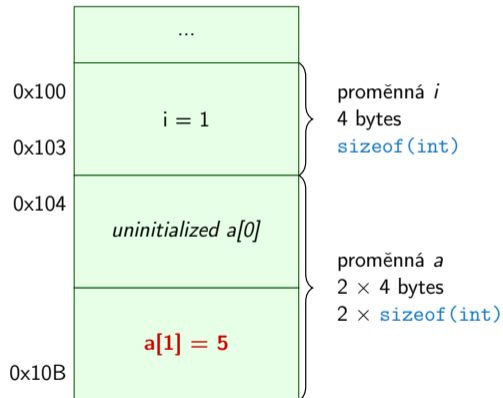 ...
0x100
i = 1
0x103
proměnná i
4 bytes
sizeof(int)
0x104
uninitialized a[0]
proměnná a
2 × 4 bytes
2 × sizeof(int)
a[1] = 5
0x10B